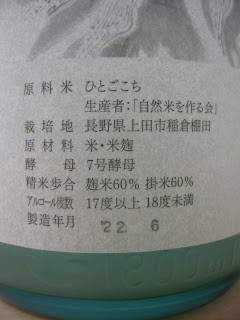 原料米 ひとごこち
生産者:「自然米を作る会」
栽培地 長野県上田市稲倉棚田
原材料 米・米麹
酵母 7号酵母
精米歩合 麹米60% 掛米60%
アルコール度数 17度以上18度未満
製造年月 '22. 6